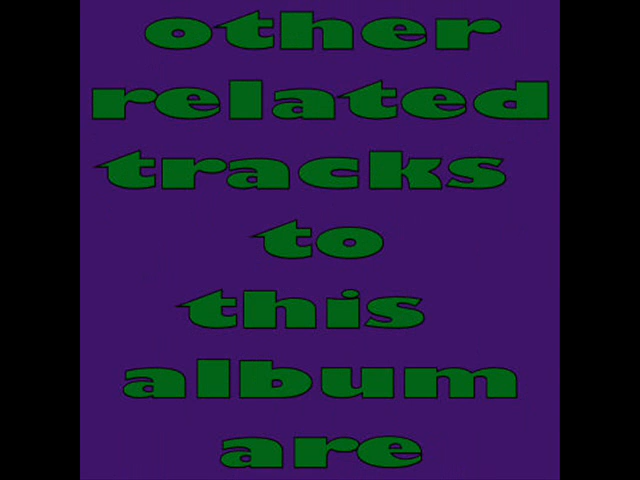 other
related
tracks
to
this
album
are